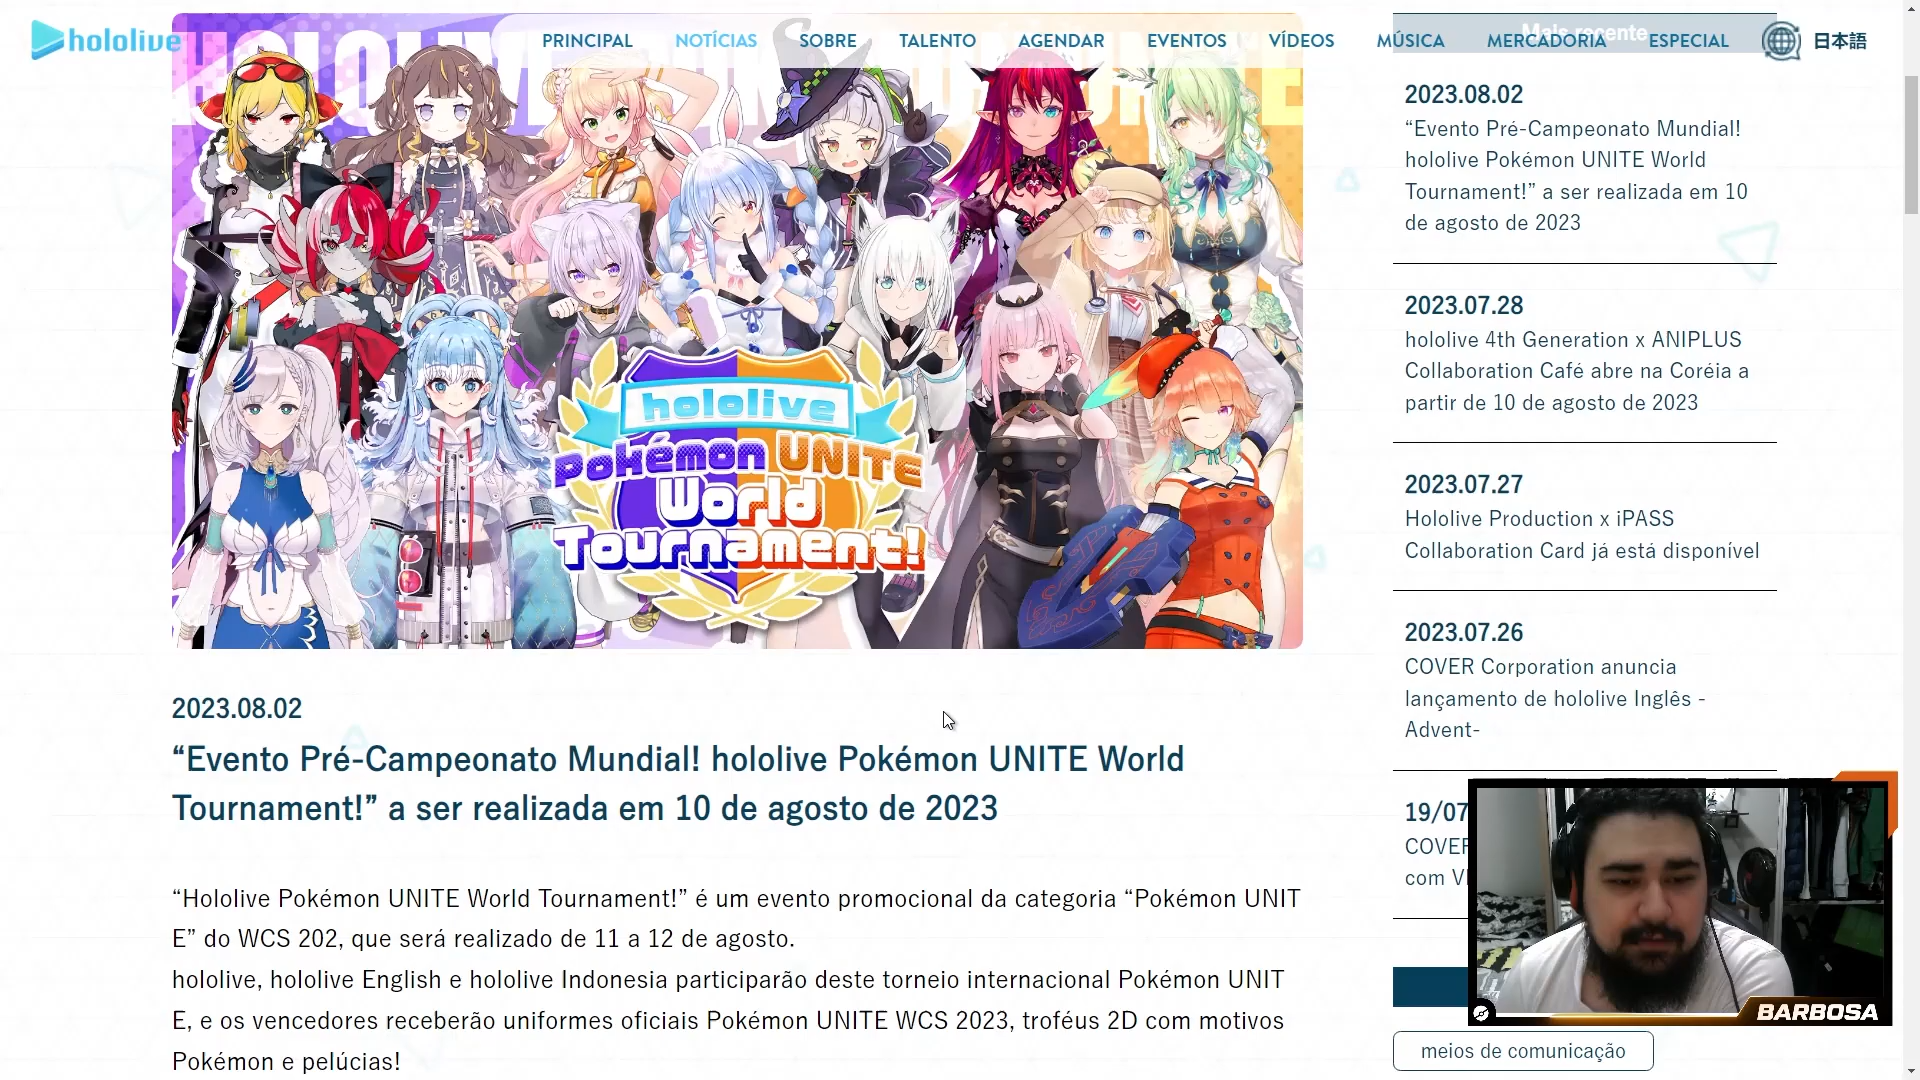 hololive
PRINCIPAL
NOTÍCIAS
SOBRE
TALENTO
AGENDAR
EVENTOS
VÍDEOS
MÚSICA
MERCADORIA
ESPECIAL
日本語
Mais recente
hololive
Pokémon UNITE
World
Tournament!
2023.08.02
“Evento Pré-Campeonato Mundial! hololive Pokémon UNITE World
Tournament!” a ser realizada em 10 de agosto de 2023
“Hololive Pokémon UNITE World Tournament!” é um evento promocional da categoria “Pokémon UNIT
E” do WCS 202, que será realizado de 11 a 12 de agosto.
hololive, hololive English e hololive Indonesia participarão deste torneio internacional Pokémon UNIT
E, e os vencedores receberão uniformes oficiais Pokémon UNITE WCS 2023, troféus 2D com motivos
Pokémon e pelúcias!
2023.08.02
“Evento Pré-Campeonato Mundial!
hololive Pokémon UNITE World
Tournament!” a ser realizada em 10
de agosto de 2023
2023.07.28
hololive 4th Generation x ANIPLUS
Collaboration Café abre na Coréia a
partir de 10 de agosto de 2023
2023.07.27
Hololive Production x iPASS
Collaboration Card já está disponível
2023.07.26
COVER Corporation anuncia
lançamento de hololive Inglês -
Advent-
19/07
COVER
com
BARBOSA
meios de comunicação